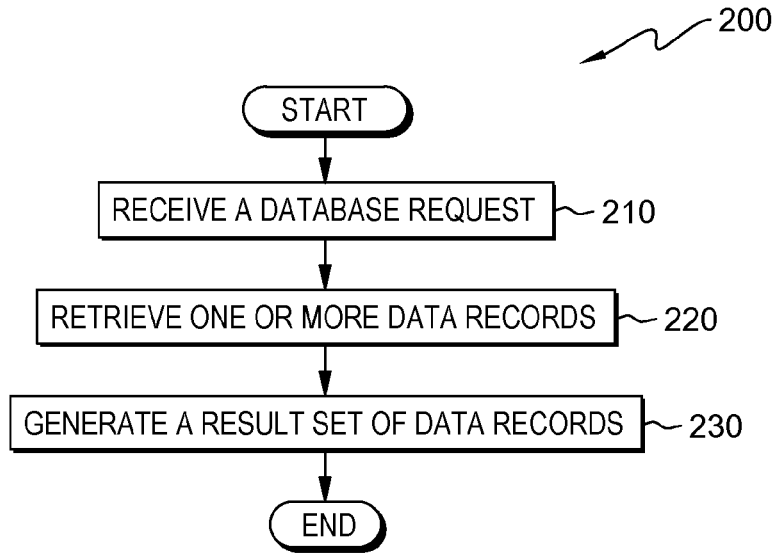 200
START
RECEIVE A DATABASE REQUEST 210
RETRIEVE ONE OR MORE DATA RECORDS 220
GENERATE A RESULT SET OF DATA RECORDS 230
END